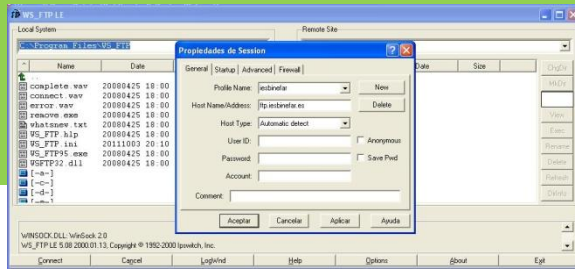 WS_FTP LE
Local System
Remote Site
C:\Program Files\WS_FTP
Name Date
Date Size
ChgDir
MkDir
complete.wav 20080425 18:00
connect.wav 20080425 18:00
error.wav 20080425 18:00
remove.exe 20080425 18:00
whatsnew.txt 20080425 18:00
WS_FTP.hlp 20080425 18:00
WS_FTP.ini 20111003 20:10
WS_FTP95.exe 20080425 18:00
WSFTP32.dll 20080425 18:00
[-a-]
[-c-]
[-d-]
View
Exec
Rename
Delete
Refresh
DirInfo
Propiedades de Session
General Startup Advanced Firewall
Profile Name: iesbinefar New
Host Name/Address: ftp.iesbinefar.es Delete
Host Type: Automatic detect
User ID: Anonymous
Password: Save Pwd
Account:
Comment:
Aceptar Cancelar Aplicar Ayuda
WINSOCK.DLL: WinSock 2.0
WS_FTP LE 5.08 2000.01.13, Copyright © 1992-2000 Ipswitch, Inc.
Connect Cancel LogWnd Help Options About Exit